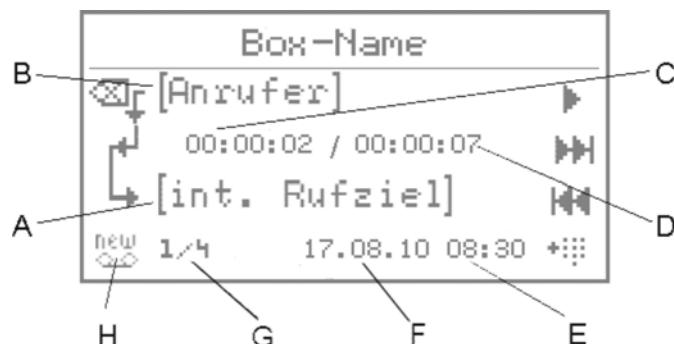 Box-Name
B [Anrufer] C
00:00:02 / 00:00:07 D
A [int. Rufziel]
new 1/4 17.08.10 08:30
H G F E